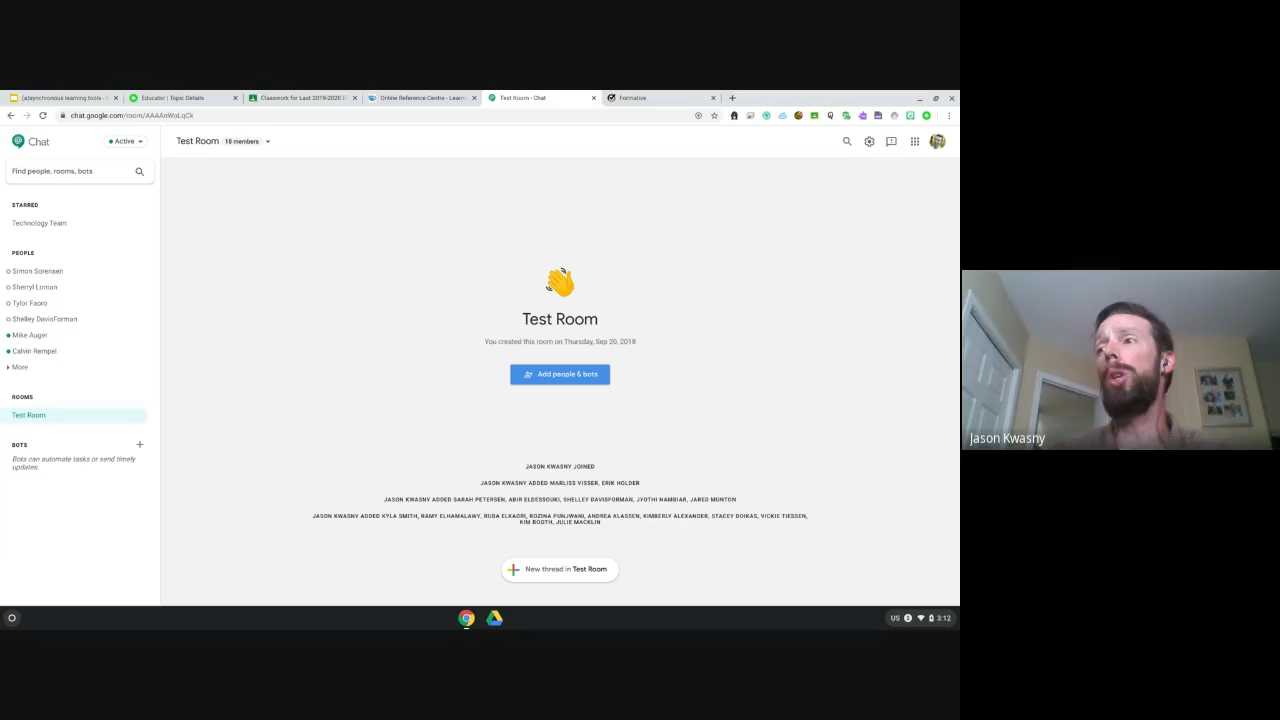 (a)synchronous learning tools -
Educator | Topic Details
Classwork for Last 2019-2020 D
Online Reference Centre - Learn
Test Room - Chat
Formative
chat.google.com/room/AAAAnWoLqCk
Chat
Active
Test Room 18 members
Find people, rooms, bots
STARRED
Technology Team
PEOPLE
Simon Sorensen
Sherryl Loman
Tylor Faoro
Shelley DavisForman
Mike Auger
Calvin Rempel
More
ROOMS
Test Room
BOTS
Bots can automate tasks or send timely
updates.
Test Room
You created this room on Thursday, Sep 20, 2018
Add people & bots
JASON KWASNY JOINED
JASON KWASNY ADDED MARLISS VISSER, ERIK HOLDER
JASON KWASNY ADDED SARAH PETERSEN, ABIR ELDESSOUKI, SHELLEY DAVISFORMAN, JYOTHI NAMBIAR, JARED MUNTON
JASON KWASNY ADDED KYLA SMITH, RAMY ELHAMALAWY, RUBA ELKADRI, ROZINA PUNJWANI, ANDREA KLASSEN, KIMBERLY ALEXANDER, STACEY DOIKAS, VICKIE TIESSEN,
KIM BOOTH, JULIE MACKLIN
New thread in Test Room
US 2 3:12
Jason Kwasny